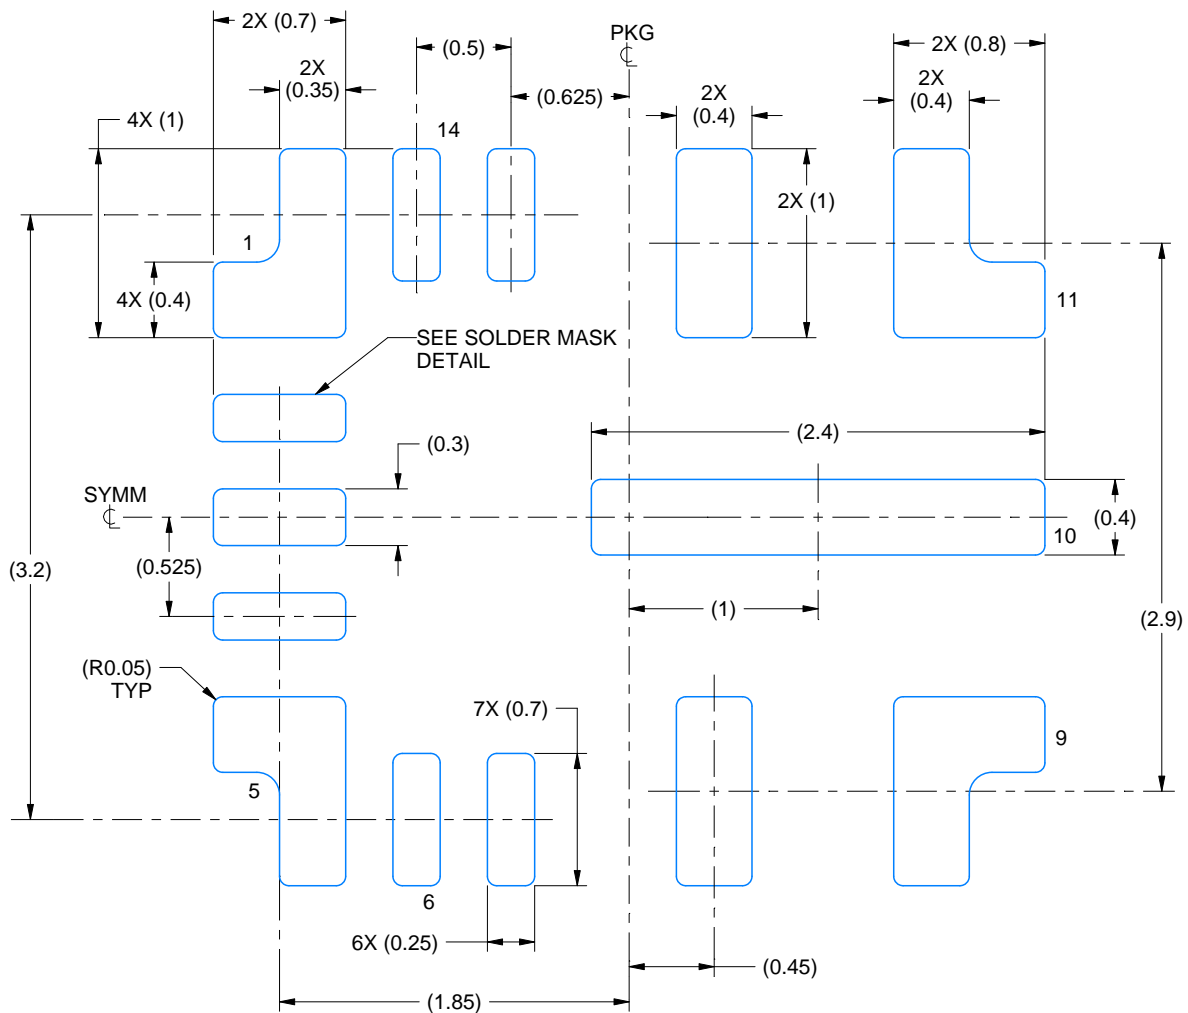 2X (0.7)
(0.5)
PKG
℄
2X (0.8)
2X
(0.35)
(0.625)
2X
(0.4)
2X
(0.4)
4X (1)
14
2X (1)
1
4X (0.4)
11
SEE SOLDER MASK
DETAIL
(2.4)
(0.3)
SYMM
℄
(0.4)
10
(0.525)
(3.2)
(1)
(2.9)
(R0.05)
TYP
7X (0.7)
9
5
6
6X (0.25)
(0.45)
(1.85)